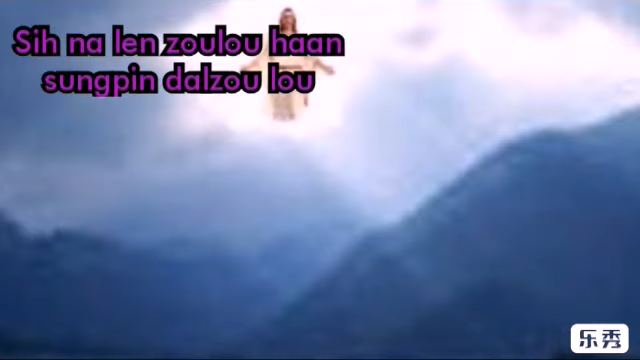 Sih na len zoulou haan
sungpin dalzou lou
乐秀